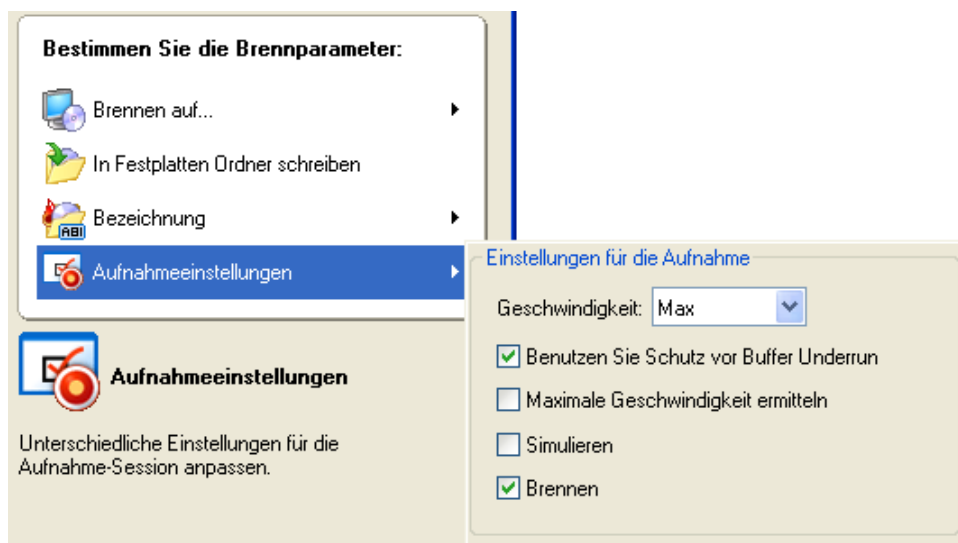 Bestimmen Sie die Brennparameter:
Brennen auf...
In Festplatten Ordner schreiben
ABI
Bezeichnung
Aufnahmeeinstellungen
Aufnahmeeinstellungen
Unterschiedliche Einstellungen für die
Aufnahme-Session anpassen.
Einstellungen für die Aufnahme
Geschwindigkeit: Max
Benutzen Sie Schutz vor Buffer Underrun
Maximale Geschwindigkeit ermitteln
Simulieren
Brennen